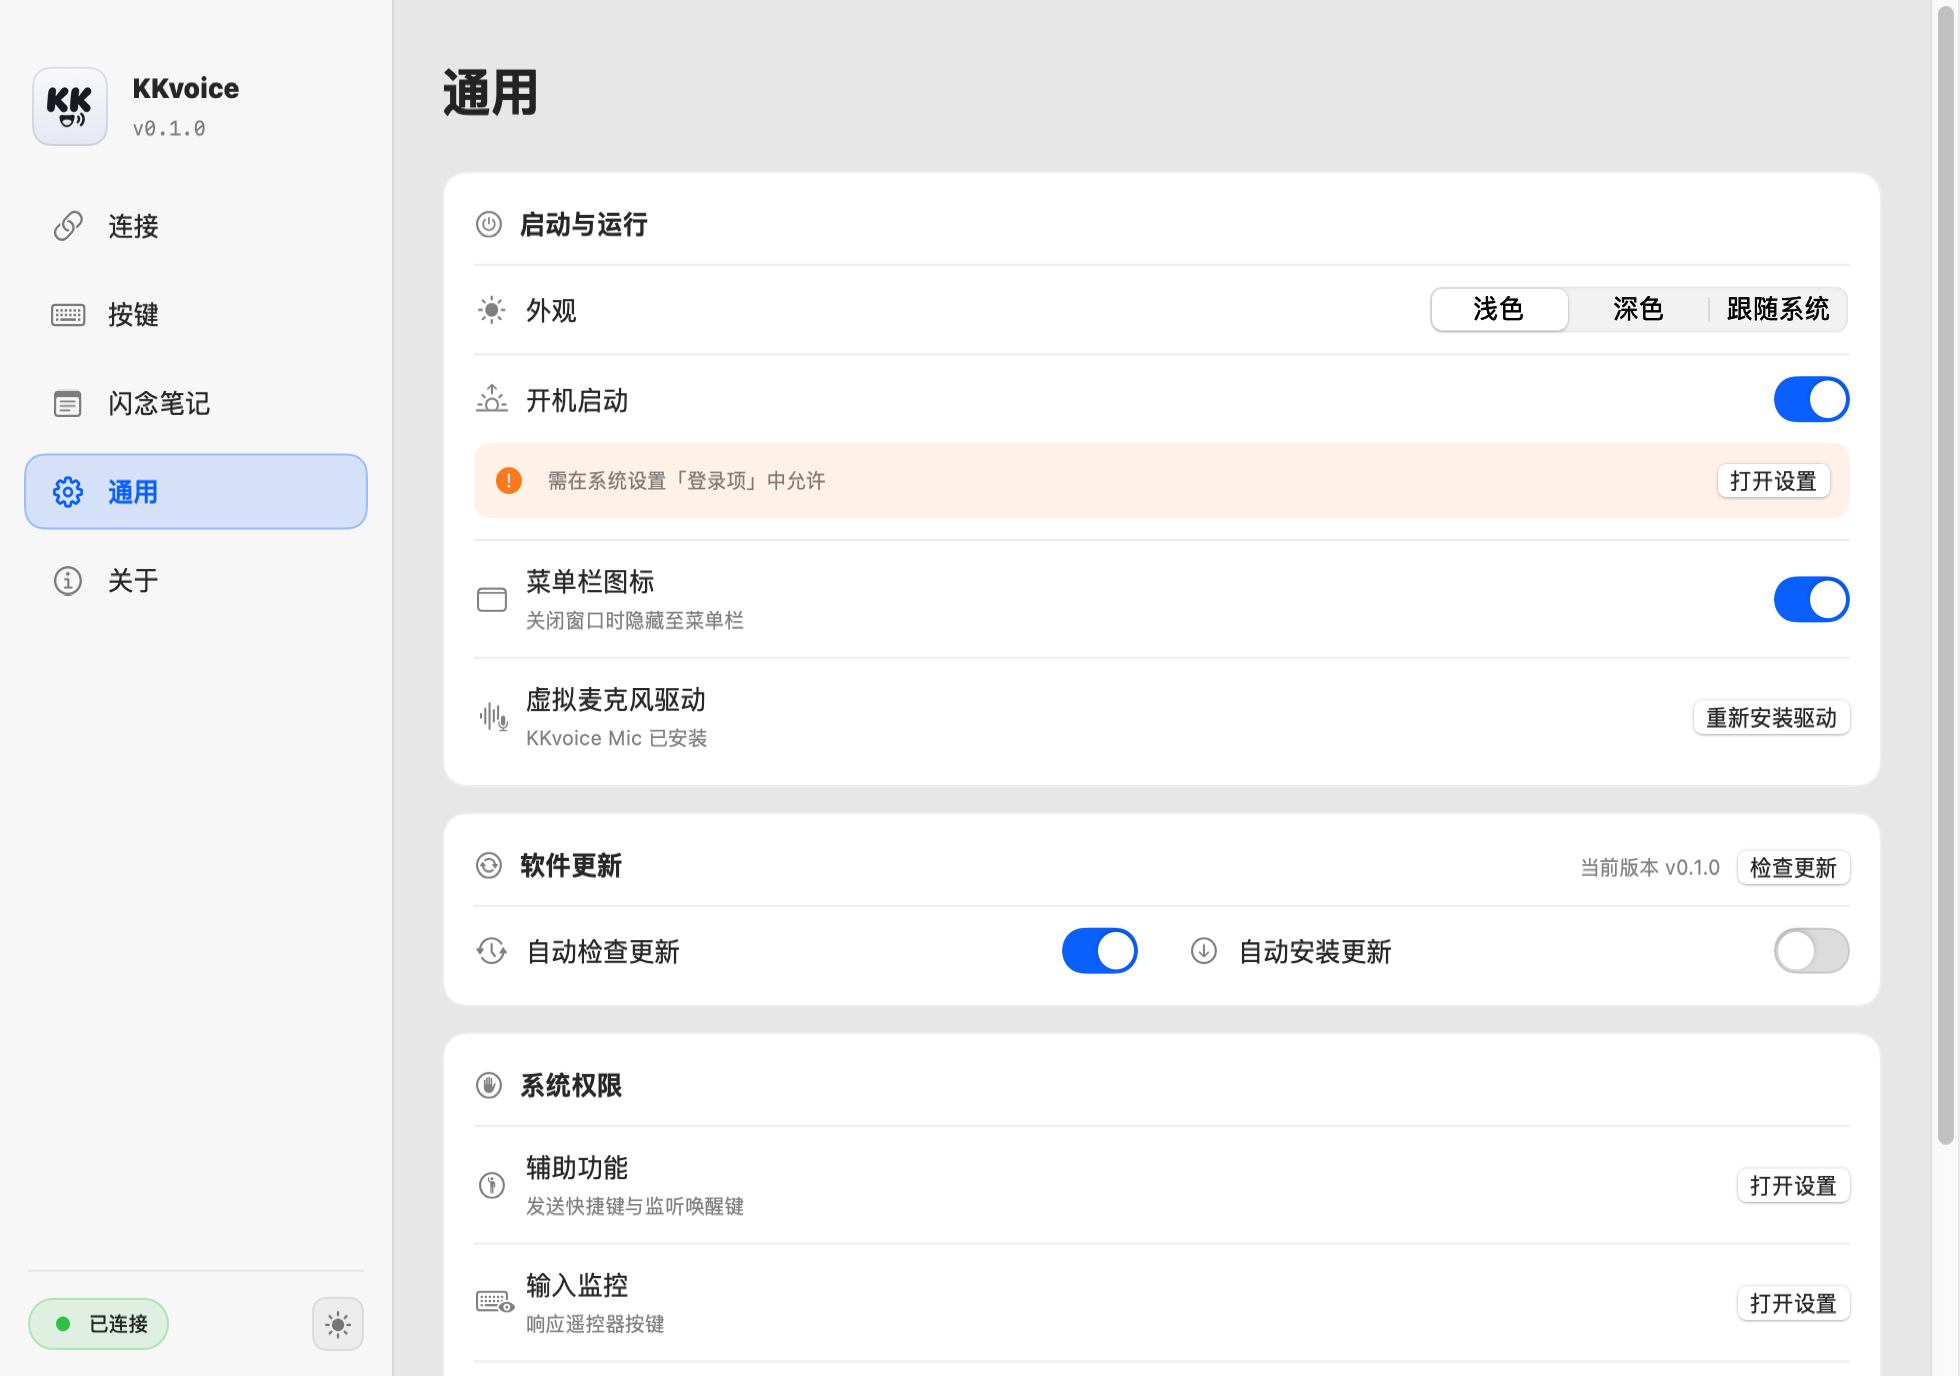 KK
KKvoice
v0.1.0
连接
按键
闪念笔记
通用
关于
已连接
通用
启动与运行
外观
浅色
深色
跟随系统
开机启动
需在系统设置「登录项」中允许
打开设置
菜单栏图标
关闭窗口时隐藏至菜单栏
虚拟麦克风驱动
KKvoice Mic 已安装
重新安装驱动
软件更新
当前版本 v0.1.0
检查更新
自动检查更新
自动安装更新
系统权限
辅助功能
发送快捷键与监听唤醒键
打开设置
输入监控
响应遥控器按键
打开设置